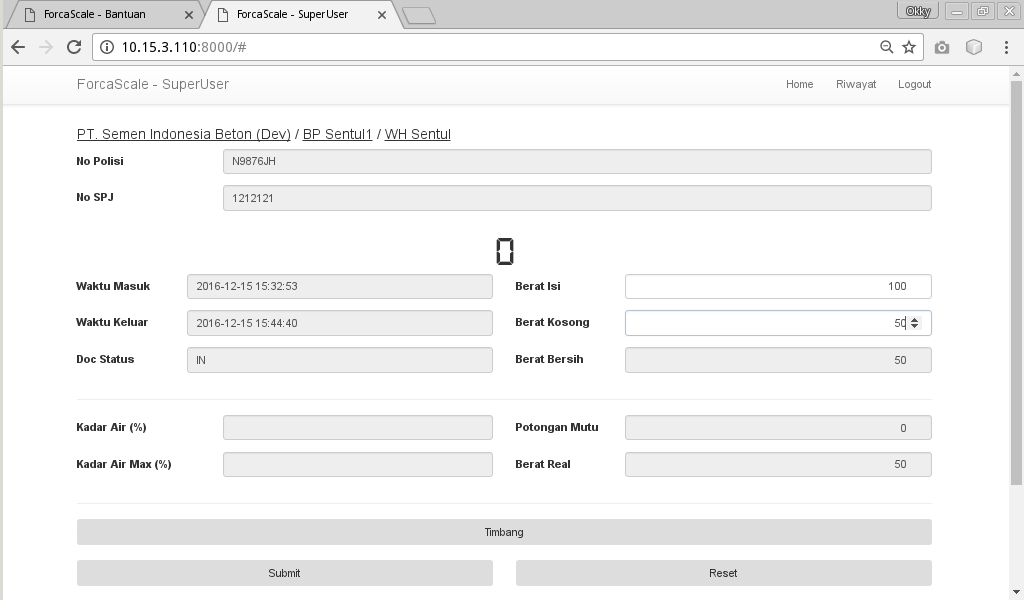 ForcaScale - Bantuan
ForcaScale - SuperUser
Okky
10.15.3.110:8000/#
ForcaScale - SuperUser
Home Riwayat Logout
PT. Semen Indonesia Beton (Dev) / BP Sentul1 / WH Sentul
No Polisi N9876JH
No SPJ 1212121
0
Waktu Masuk 2016-12-15 15:32:53 Berat Isi 100
Waktu Keluar 2016-12-15 15:44:40 Berat Kosong 50
Doc Status IN Berat Bersih 50
Kadar Air (%) Potongan Mutu 0
Kadar Air Max (%) Berat Real 50
Timbang
Submit Reset